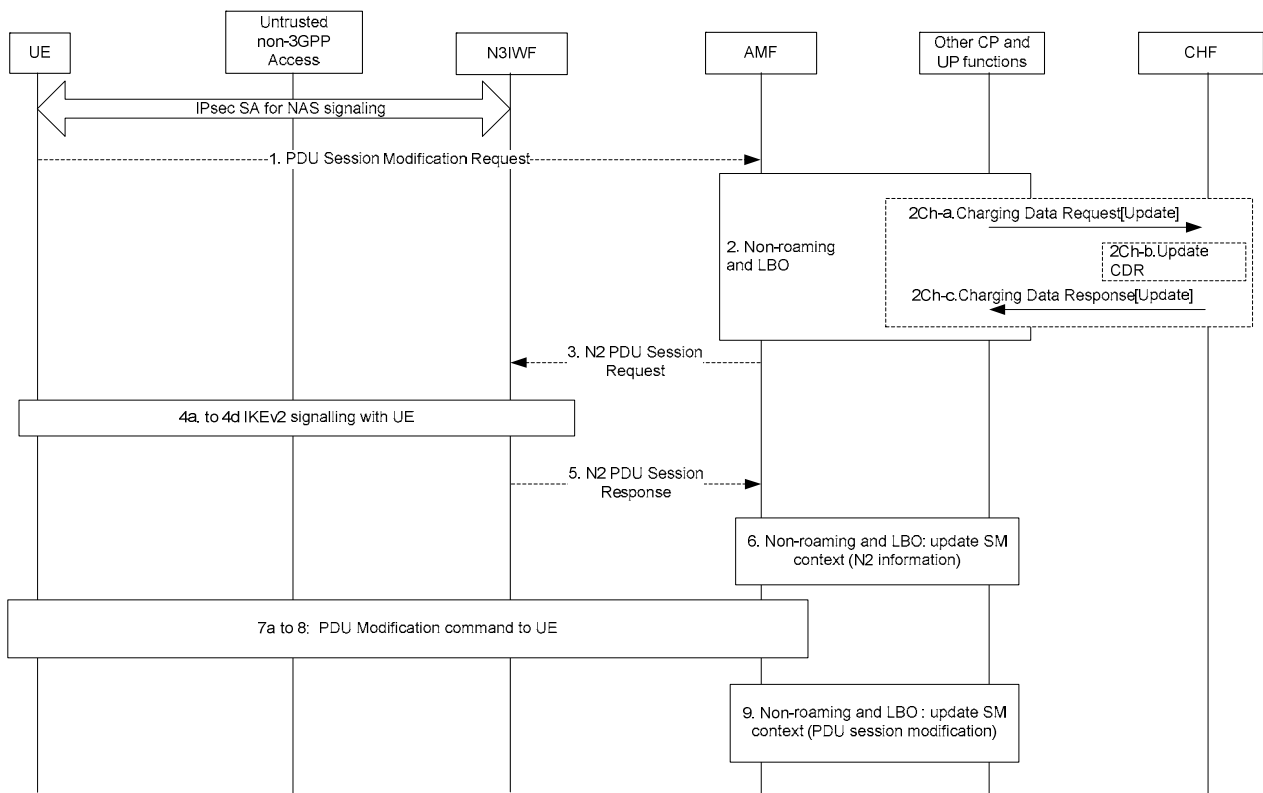 UE
Untrusted
non-3GPP
Access
N3IWF
AMF
Other CP and
UP functions
CHF
IPsec SA for NAS signaling
1. PDU Session Modification Request
2Ch-a.Charging Data Request[Update]
2. Non-roaming
and LBO
2Ch-b.Update
CDR
2Ch-c.Charging Data Response[Update]
3. N2 PDU Session
Request
4a. to 4d IKEv2 signalling with UE
5. N2 PDU Session
Response
6. Non-roaming and LBO: update SM
context (N2 information)
7a to 8: PDU Modification command to UE
9. Non-roaming and LBO : update SM
context (PDU session modification)